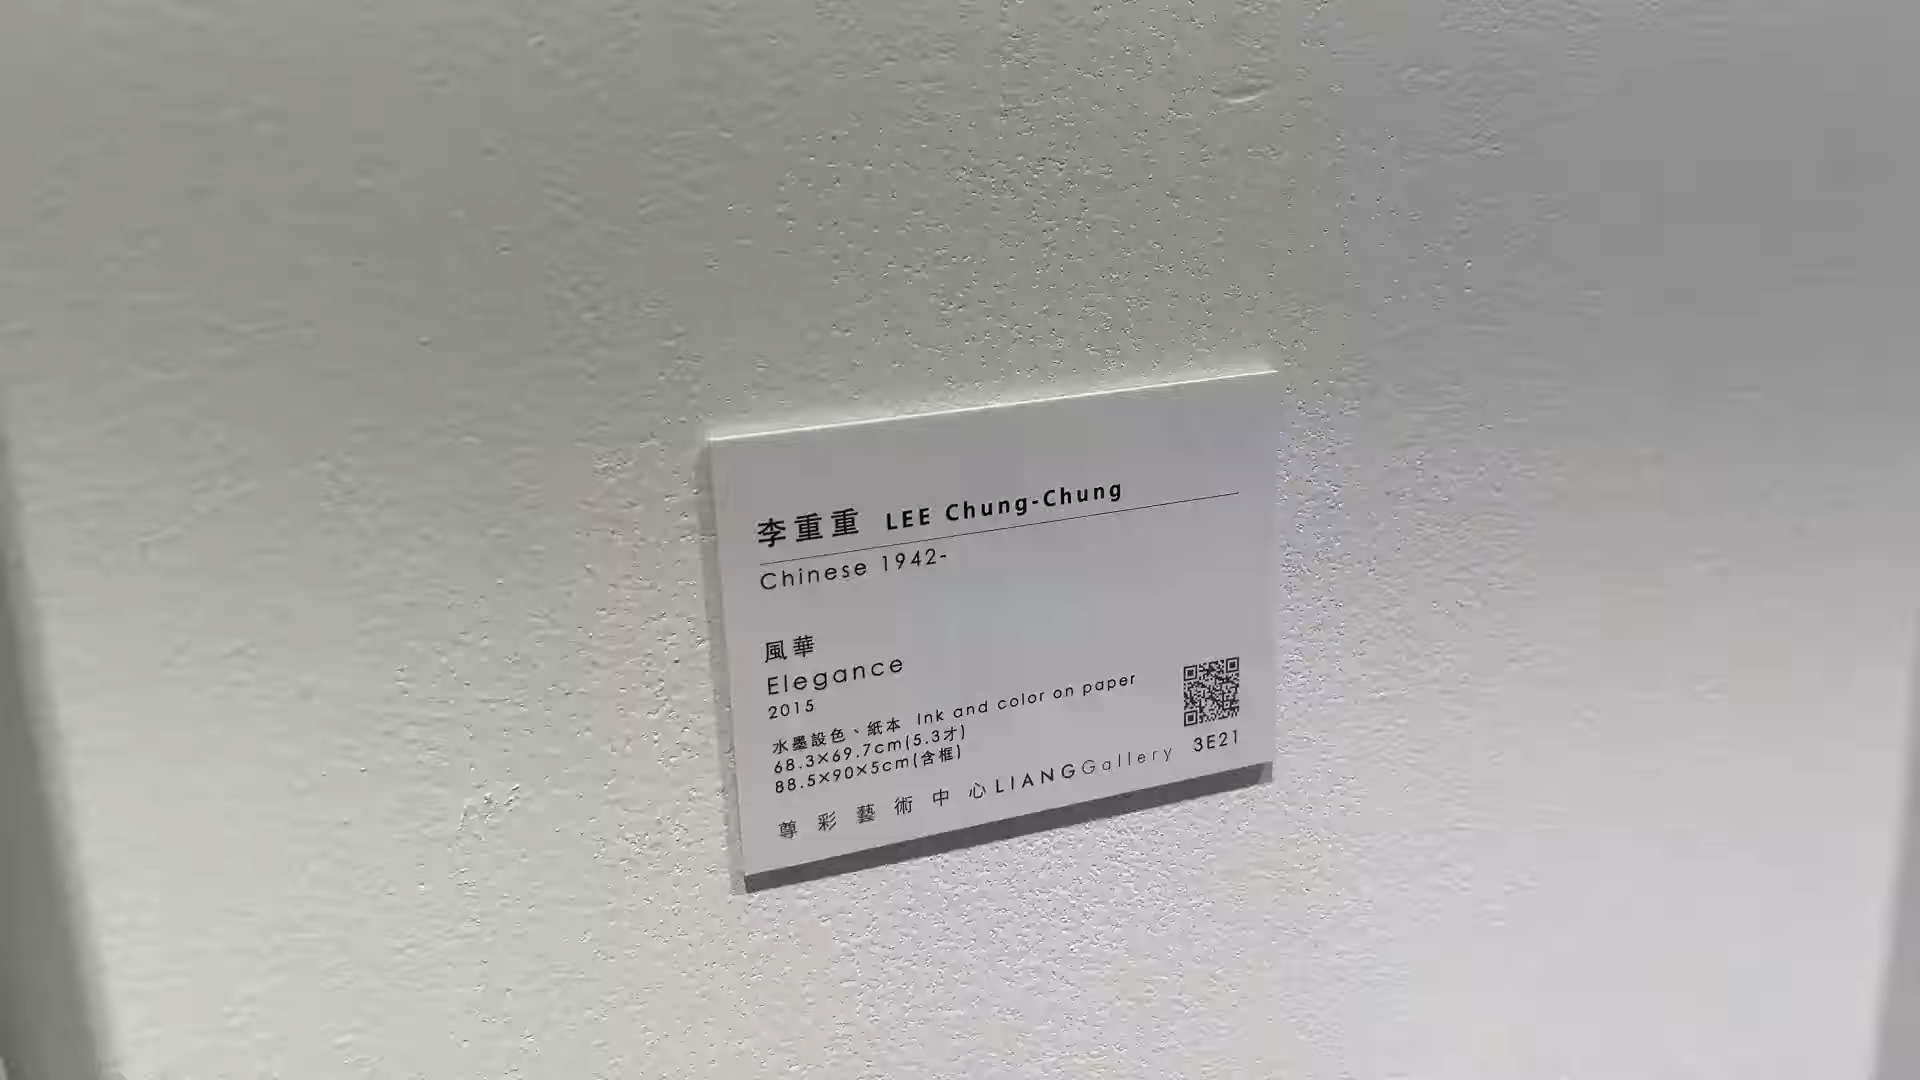 李重重 LEE Chung-Chung
Chinese 1942-
風華
Elegance
2015
水墨設色、紙本 Ink and color on paper
68.3×69.7cm(5.3才)
88.5×90×5cm(含框)
尊彩藝術中心LIANGGallery 3E21